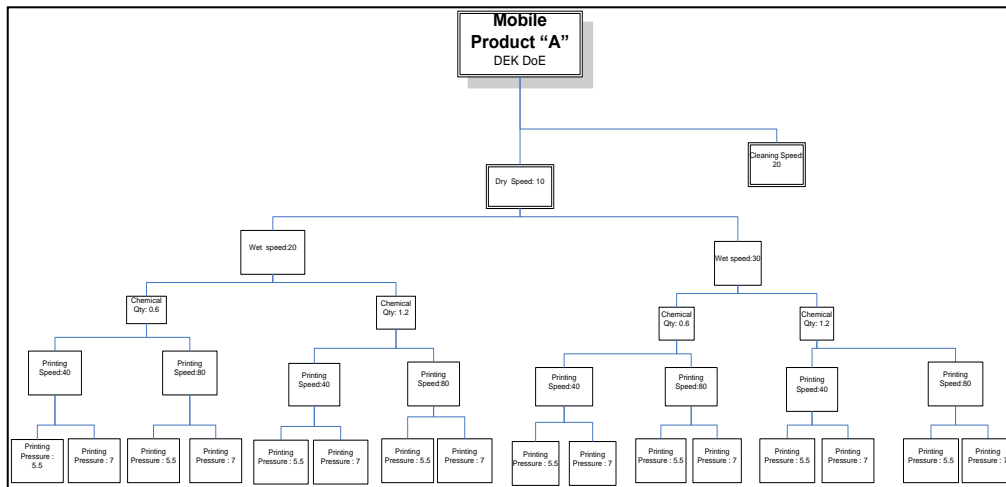 Mobile
Product “A”
DEK DoE
Cleaning Speed:
20
Dry Speed: 10
Wet speed:20
Wet speed:30
Chemical
Qty: 0.6
Chemical
Qty: 1.2
Chemical
Qty: 0.6
Chemical
Qty: 1.2
Printing
Speed:40
Printing
Speed:80
Printing
Speed:40
Printing
Speed:80
Printing
Speed:40
Printing
Speed:80
Printing
Speed:40
Printing
Speed:80
Printing
Pressure :
5.5
Printing
Pressure : 7
Printing
Pressure : 5.5
Printing
Pressure : 7
Printing
Pressure : 5.5
Printing
Pressure : 7
Printing
Pressure : 5.5
Printing
Pressure : 7
Printing
Pressure : 5.5
Printing
Pressure : 7
Printing
Pressure : 5.5
Printing
Pressure : 7
Printing
Pressure : 5.5
Printing
Pressure : 7
Printing
Pressure : 5.5
Printing
Pressure : 7